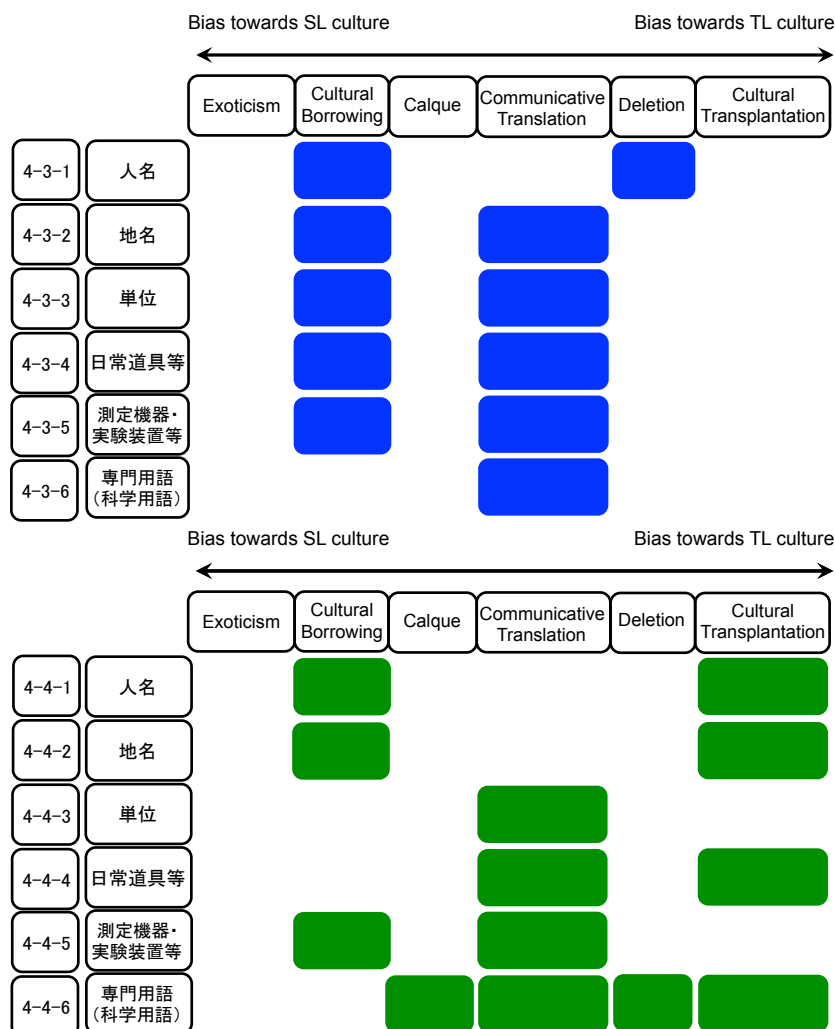 Bias towards SL culture
Bias towards TL culture
Exoticism
Cultural
Borrowing
Calque
Communicative
Translation
Deletion
Cultural
Transplantation
4-3-1
人名
4-3-2
地名
4-3-3
単位
4-3-4
日常道具等
4-3-5
測定機器・
実験装置等
4-3-6
専門用語
(科学用語)
Bias towards SL culture
Bias towards TL culture
Exoticism
Cultural
Borrowing
Calque
Communicative
Translation
Deletion
Cultural
Transplantation
4-4-1
人名
4-4-2
地名
4-4-3
単位
4-4-4
日常道具等
4-4-5
測定機器・
実験装置等
4-4-6
専門用語
(科学用語)